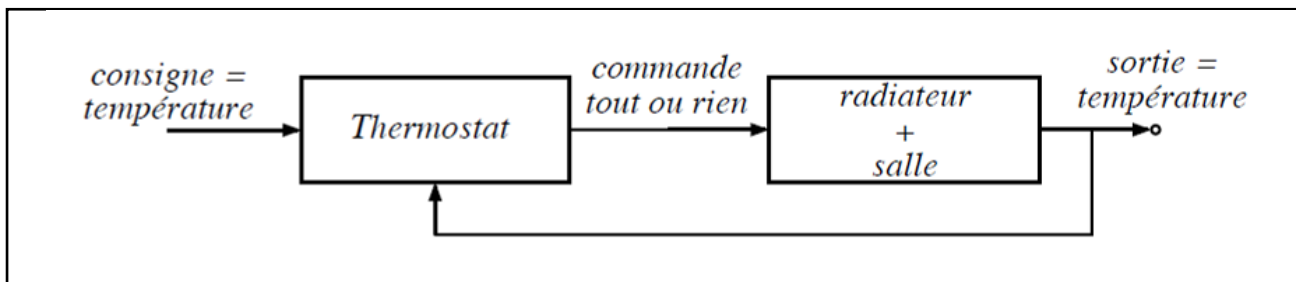 consigne =
température
Thermostat
commande
tout ou rien
radiateur
+
salle
sortie =
température